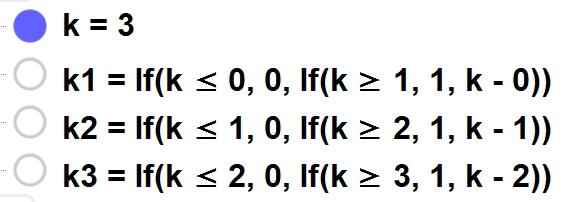 k = 3
k1 = If(k ≤ 0, 0, If(k ≥ 1, 1, k - 0))
k2 = If(k ≤ 1, 0, If(k ≥ 2, 1, k - 1))
k3 = If(k ≤ 2, 0, If(k ≥ 3, 1, k - 2))